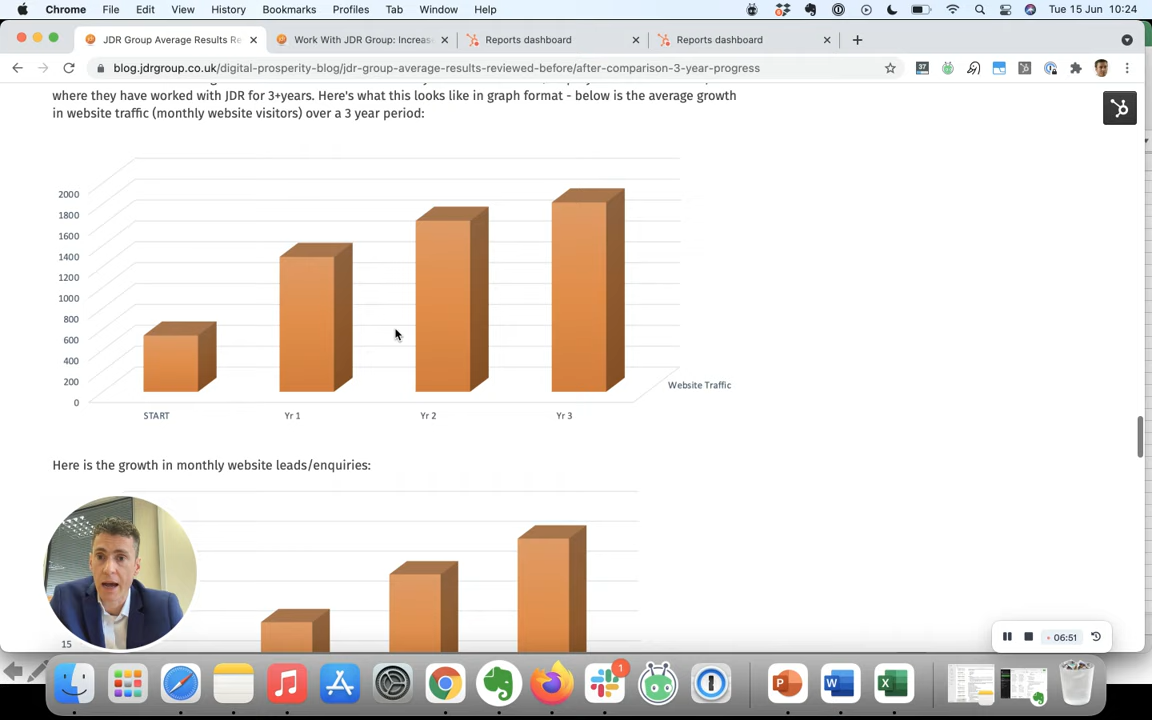 Chrome File Edit View History Bookmarks Profiles Tab Window Help Tue 15 Jun 10:24
JDR Group Average Results Re Work With JDR Group: Increas Reports dashboard Reports dashboard
blog.jdrgroup.co.uk/digital-prosperity-blog/jdr-group-average-results-reviewed-before/after-comparison-3-year-progress
37
where they have worked with JDR for 3+years. Here's what this looks like in graph format - below is the average growth
in website traffic (monthly website visitors) over a 3 year period:
2000
1800
1600
1400
1200
1000
800
600
400
200
0
Website Traffic
START Yr 1 Yr 2 Yr 3
Here is the growth in monthly website leads/enquiries:
15
06:51
1